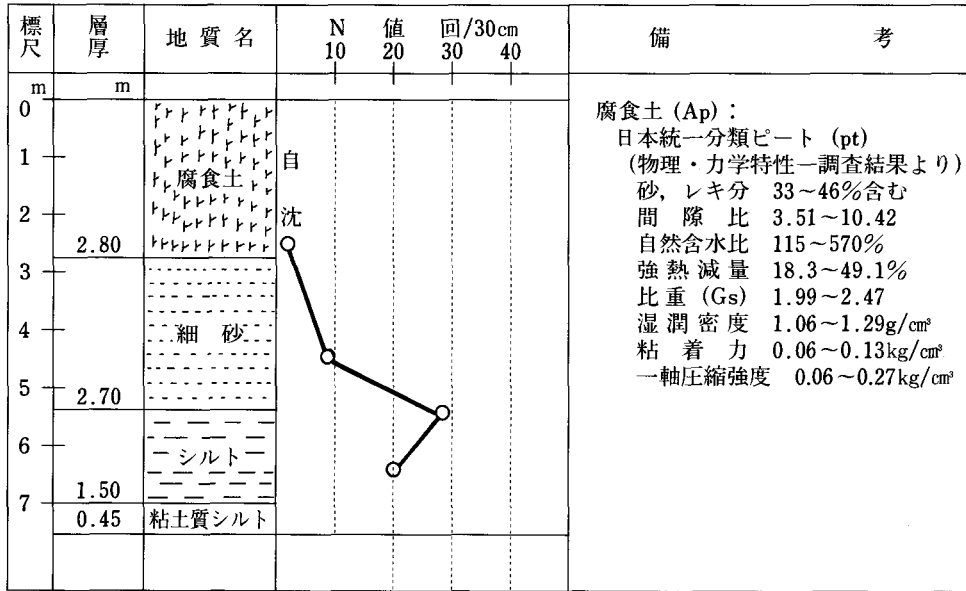 標尺 層厚 地質名 N値 回/30cm 備考
10 20 30 40
m m
0
1
2
3
4
5
6
7
2.80
2.70
1.50
0.45
腐食土
細砂
シルト
粘土質シルト
自沈
腐食土 (Ap)：
日本統一分類ピート (pt)
(物理・力学特性ー調査結果より)
砂，レキ分 33～46%含む
間隙比 3.51～10.42
自然含水比 115～570%
強熱減量 18.3～49.1%
比重 (Gs) 1.99～2.47
湿潤密度 1.06～1.29g/cm³
粘着力 0.06～0.13kg/cm³
一軸圧縮強度 0.06～0.27kg/cm³